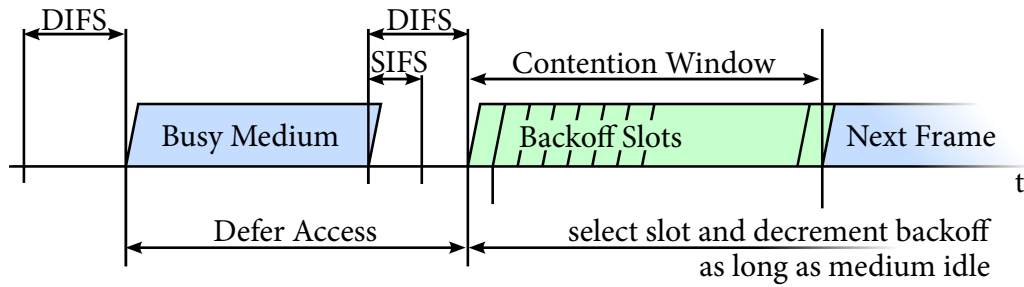 DIFS
DIFS
SIFS
Contention Window
Busy Medium
Backoff Slots
Next Frame
t
Defer Access
select slot and decrement backoff
as long as medium idle